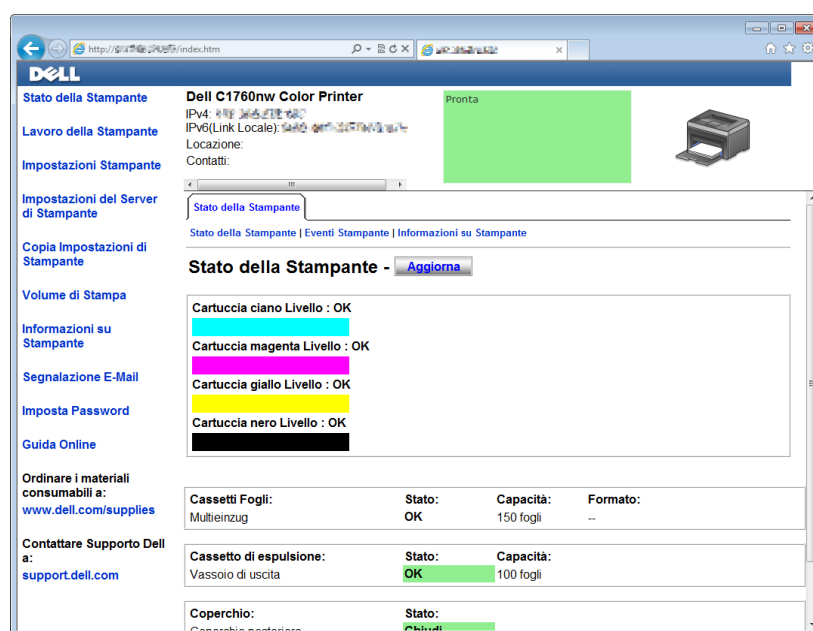 http://
/index.htm
DELL
Stato della Stampante
Lavoro della Stampante
Impostazioni Stampante
Impostazioni del Server
di Stampante
Copia Impostazioni di
Stampante
Volume di Stampa
Informazioni su
Stampante
Segnalazione E-Mail
Imposta Password
Guida Online
Ordinare i materiali
consumabili a:
www.dell.com/supplies
Contattare Supporto Dell
a:
support.dell.com
Dell C1760nw Color Printer
IPv4:
IPv6(Link Locale):
Locazione:
Contatti:
Pronta
Stato della Stampante
Stato della Stampante | Eventi Stampante | Informazioni su Stampante
Stato della Stampante - Aggiorna
Cartuccia ciano Livello : OK
Cartuccia magenta Livello : OK
Cartuccia giallo Livello : OK
Cartuccia nero Livello : OK
Cassetti Fogli: Stato: Capacità: Formato:
Multieinzug OK 150 fogli --
Cassetto di espulsione: Stato: Capacità:
Vassoio di uscita OK 100 fogli
Coperchio: Stato:
Coperchio posteriore Chiudi